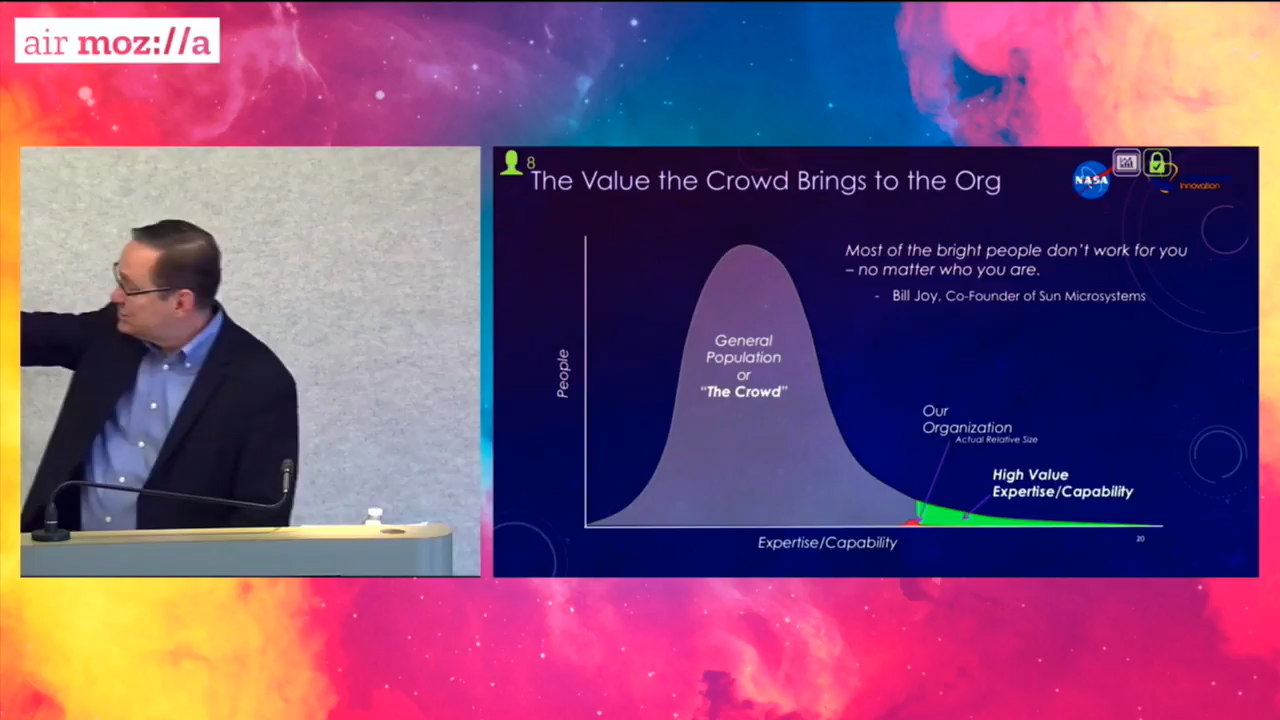 air moz://a
8
The Value the Crowd Brings to the Org
NASA
Innovation
Most of the bright people don't work for you
– no matter who you are.
- Bill Joy, Co-Founder of Sun Microsystems
People
General
Population
or
"The Crowd"
Our
Organization
Actual Relative Size
High Value
Expertise/Capability
Expertise/Capability
20